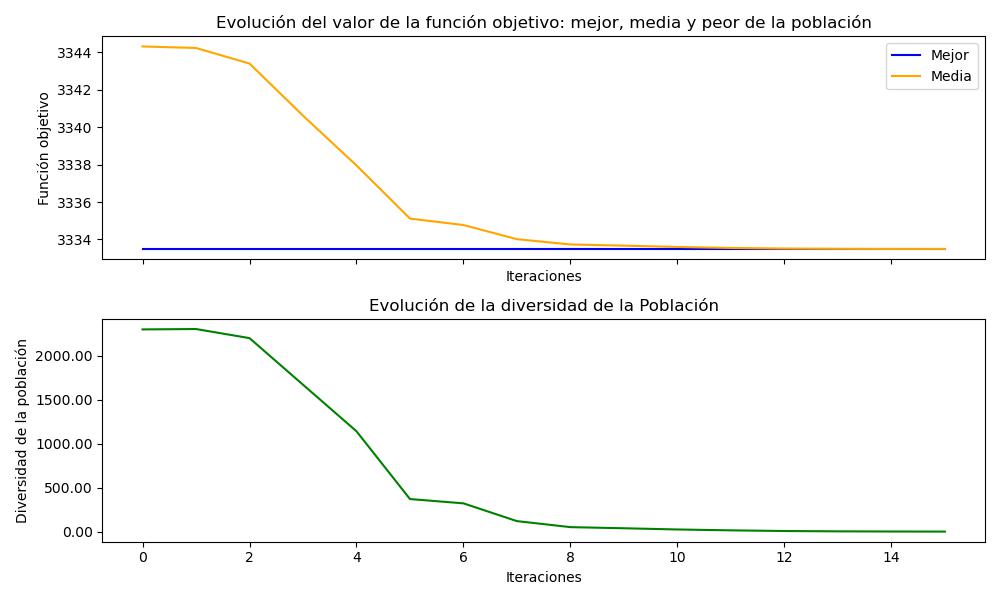 Evolución del valor de la función objetivo: mejor, media y peor de la población
Función objetivo
3344
3342
3340
3338
3336
3334
Mejor
Media
Iteraciones
Evolución de la diversidad de la Población
Diversidad de la población
2000.00
1500.00
1000.00
500.00
0.00
0 2 4 6 8 10 12 14
Iteraciones